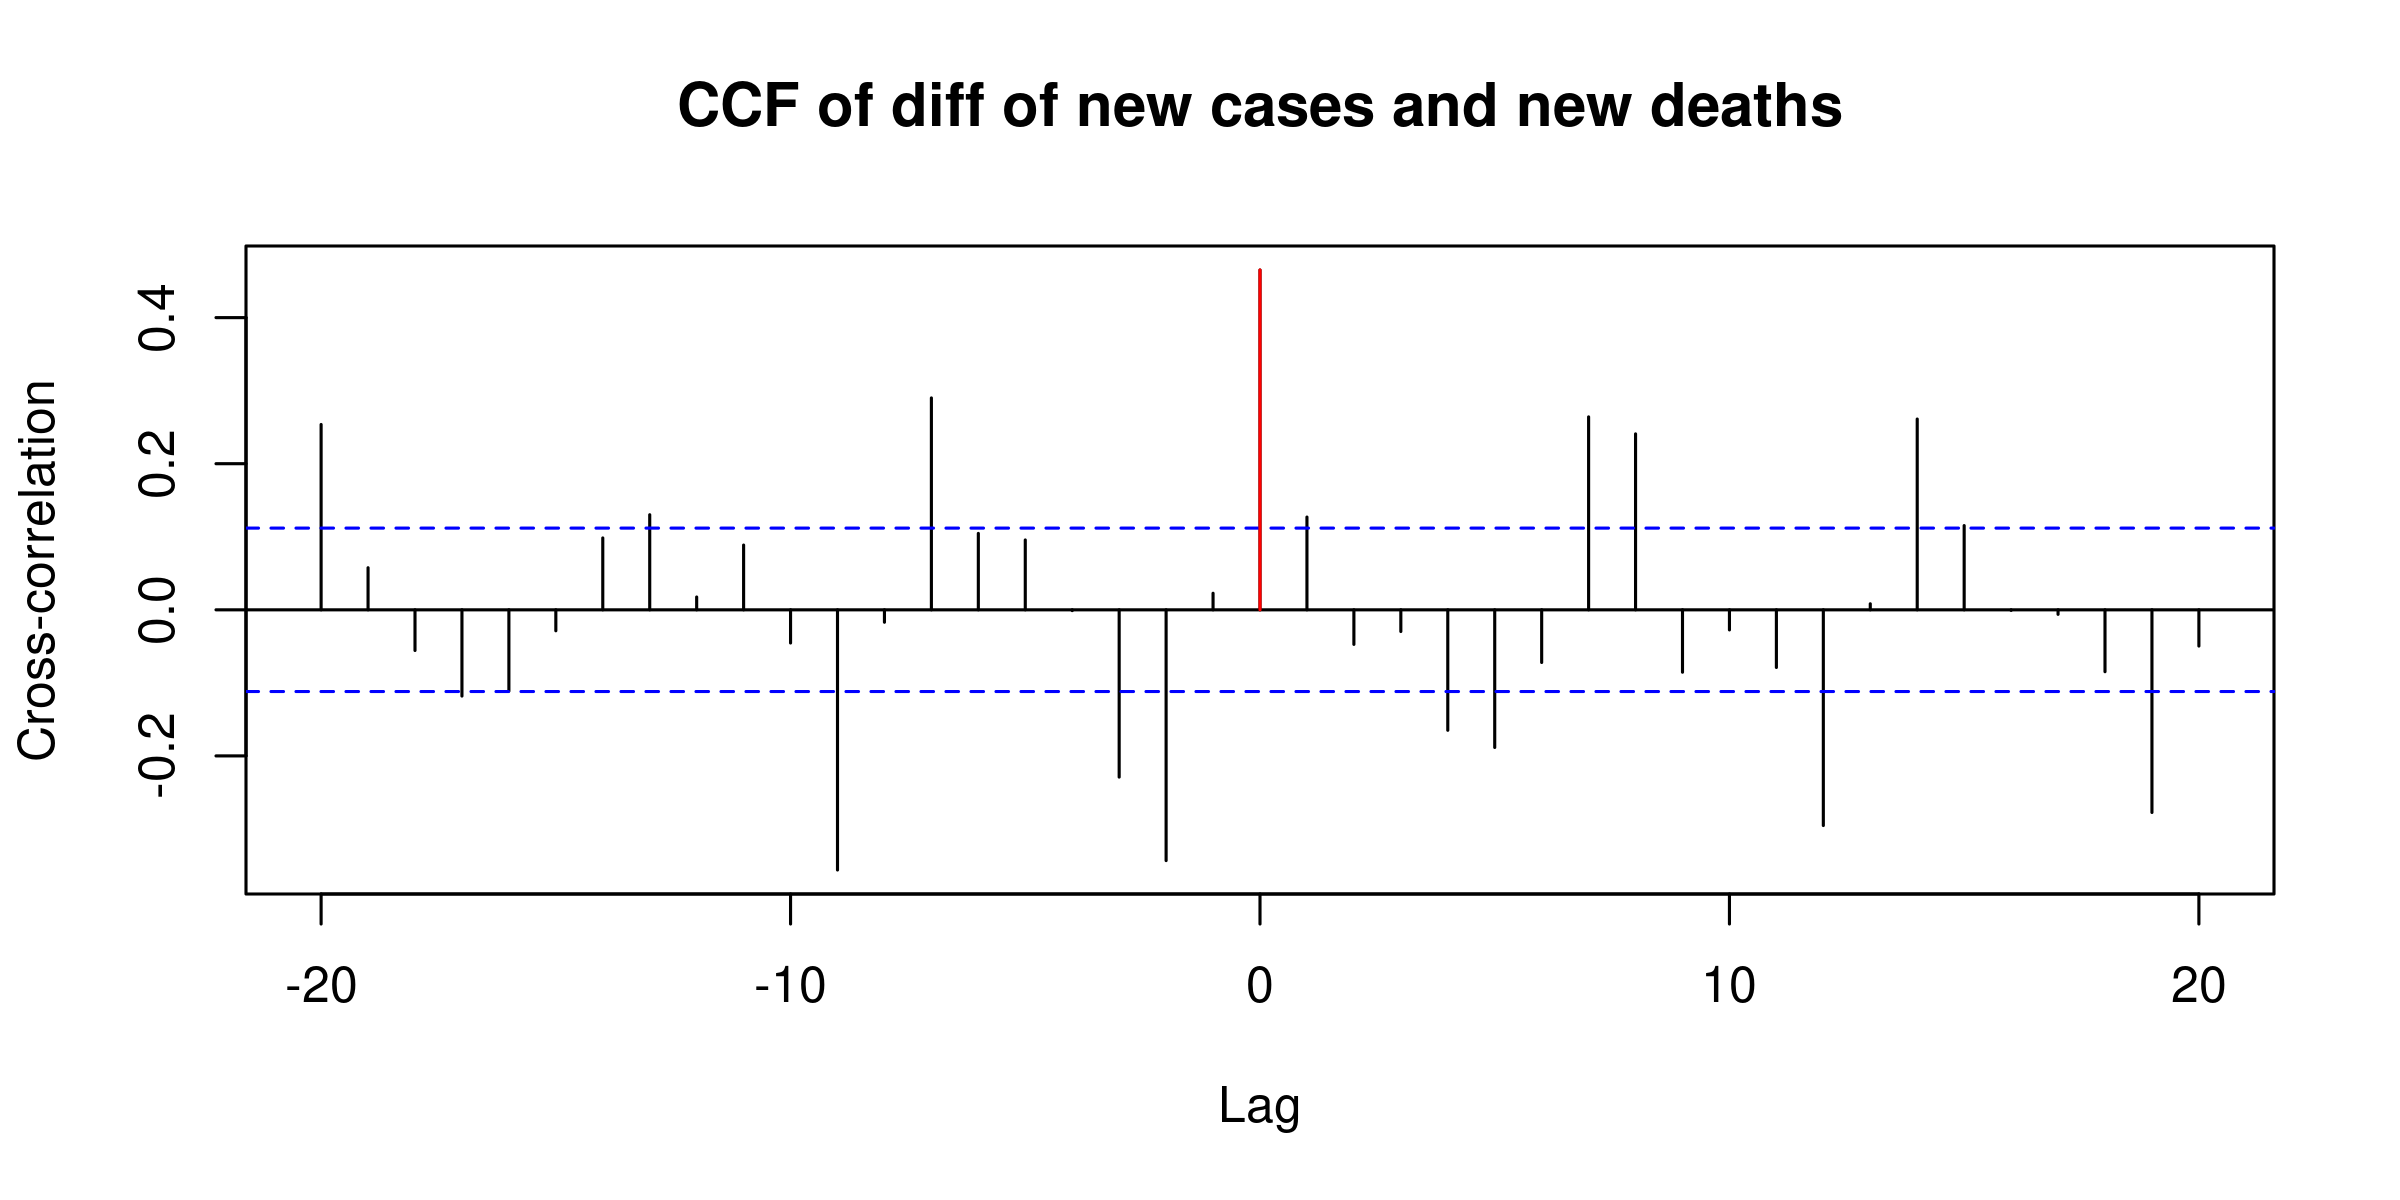 CCF of diff of new cases and new deaths
Cross-correlation
0.4
0.2
0.0
-0.2
-20 -10 0 10 20
Lag